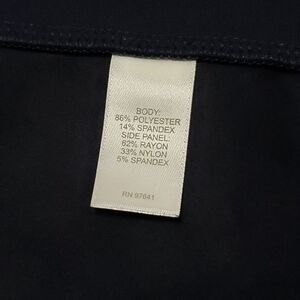 BODY:
86% POLYESTER
14% SPANDEX
SIDE PANEL:
62% RAYON
33% NYLON
5% SPANDEX
RN 97641